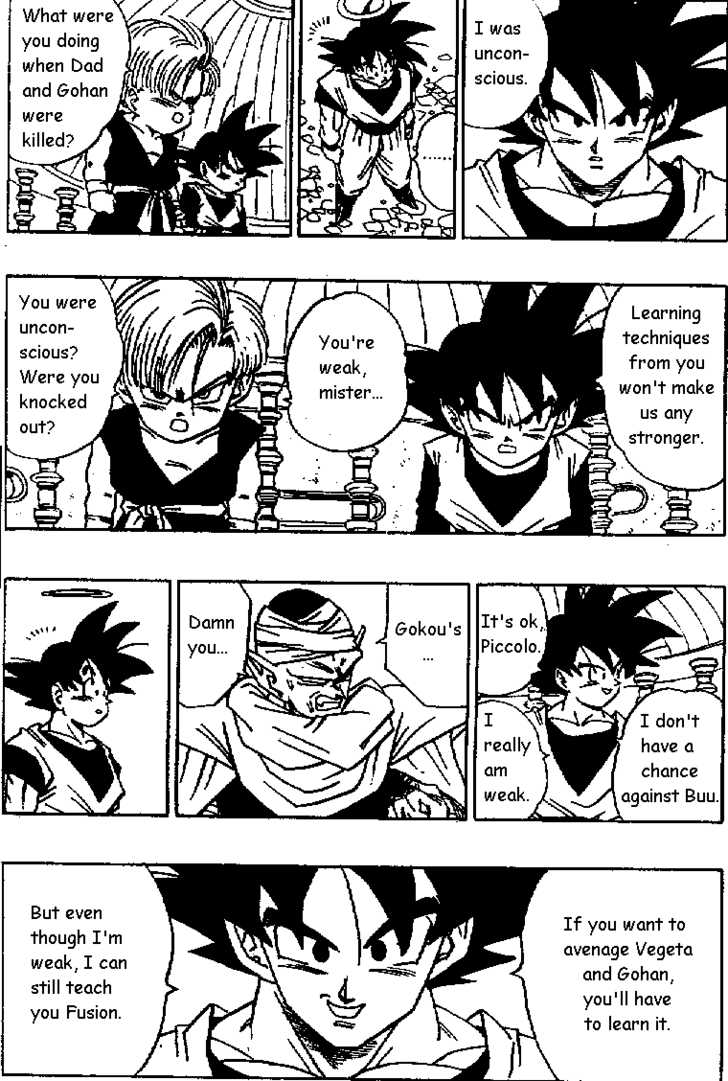 What were
you doing
when Dad
and Gohan
were
killed?
........
I was
uncon-
scious.
You were
uncon-
scious?
Were you
knocked
out?
You're
weak,
mister...
Learning
techniques
from you
won't make
us any
stronger.
Damn
you...
Gokou's
...
It's ok,
Piccolo.
I
really
am
weak.
I don't
have a
chance
against Buu.
But even
though I'm
weak, I can
still teach
you Fusion.
If you want to
avenage Vegeta
and Gohan,
you'll have
to learn it.